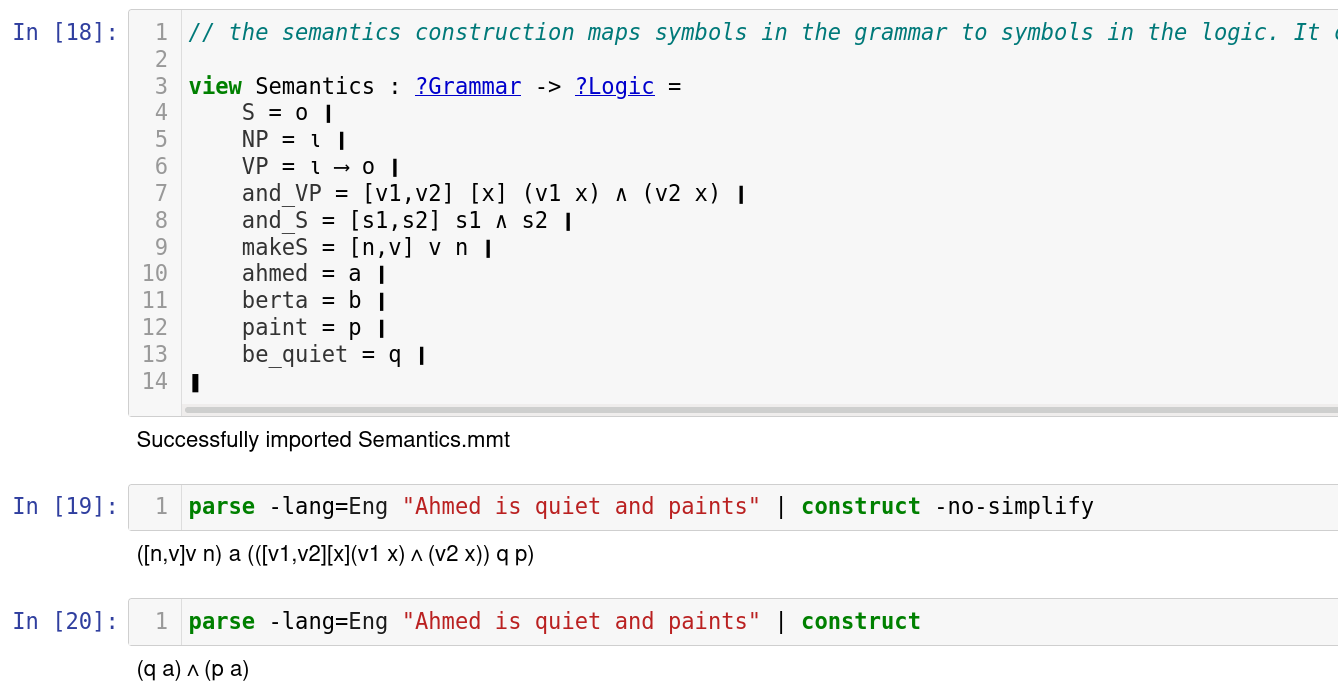 In [18]:
1 // the semantics construction maps symbols in the grammar to symbols in the logic. It
2
3 view Semantics : ?Grammar -> ?Logic =
4 S = o ❙
5 NP = ι ❙
6 VP = ι ⟶ o ❙
7 and_VP = [v1,v2] [x] (v1 x) ∧ (v2 x) ❙
8 and_S = [s1,s2] s1 ∧ s2 ❙
9 makeS = [n,v] v n ❙
10 ahmed = a ❙
11 berta = b ❙
12 paint = p ❙
13 be_quiet = q ❙
14 ❚
Successfully imported Semantics.mmt
In [19]: 1 parse -lang=Eng "Ahmed is quiet and paints" | construct -no-simplify
([n,v]v n) a (([v1,v2][x](v1 x) ∧ (v2 x)) q p)
In [20]: 1 parse -lang=Eng "Ahmed is quiet and paints" | construct
(q a) ∧ (p a)